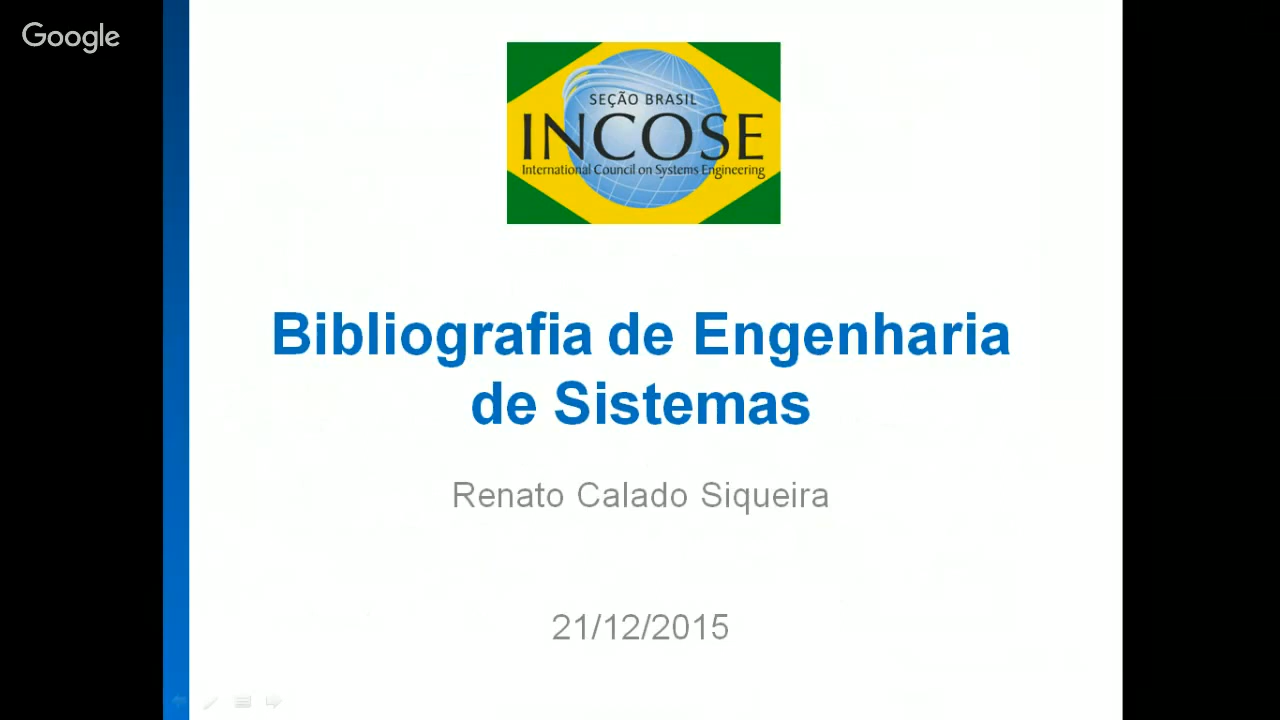 Google
SEÇÃO BRASIL
INCOSE
International Council on Systems Engineering
Bibliografia de Engenharia
de Sistemas
Renato Calado Siqueira
21/12/2015